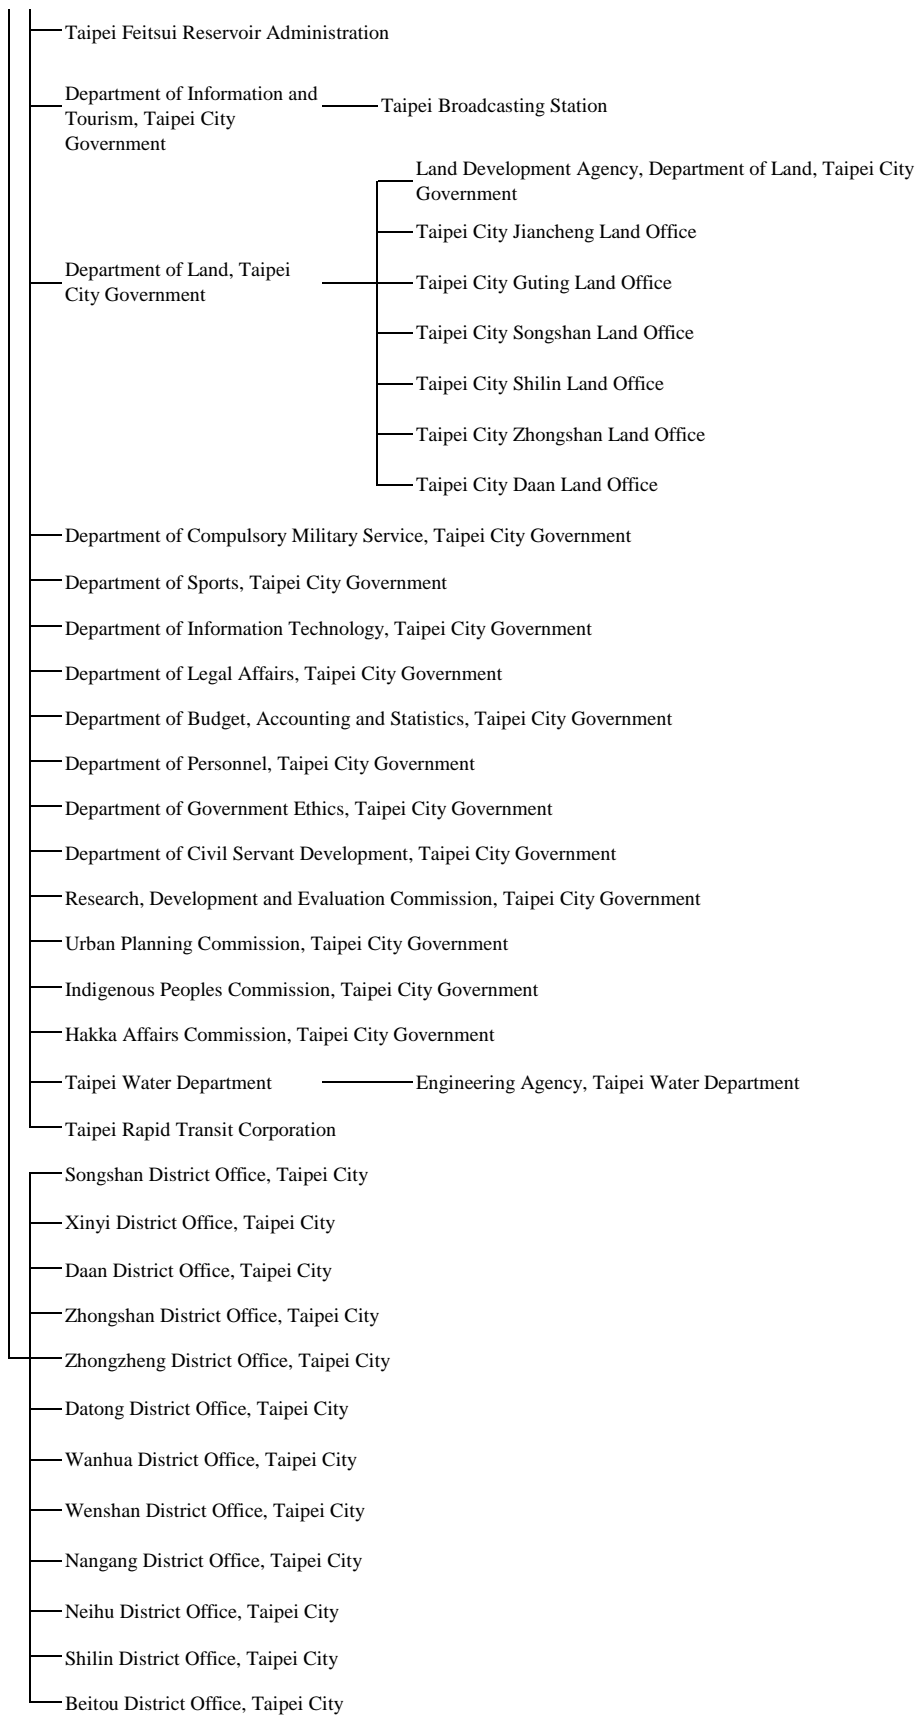 Taipei Feitsui Reservoir Administration
Department of Information and
Tourism, Taipei City
Government
Taipei Broadcasting Station
Land Development Agency, Department of Land, Taipei City
Government
Taipei City Jiancheng Land Office
Department of Land, Taipei
City Government
Taipei City Guting Land Office
Taipei City Songshan Land Office
Taipei City Shilin Land Office
Taipei City Zhongshan Land Office
Taipei City Daan Land Office
Department of Compulsory Military Service, Taipei City Government
Department of Sports, Taipei City Government
Department of Information Technology, Taipei City Government
Department of Legal Affairs, Taipei City Government
Department of Budget, Accounting and Statistics, Taipei City Government
Department of Personnel, Taipei City Government
Department of Government Ethics, Taipei City Government
Department of Civil Servant Development, Taipei City Government
Research, Development and Evaluation Commission, Taipei City Government
Urban Planning Commission, Taipei City Government
Indigenous Peoples Commission, Taipei City Government
Hakka Affairs Commission, Taipei City Government
Taipei Water Department
Engineering Agency, Taipei Water Department
Taipei Rapid Transit Corporation
Songshan District Office, Taipei City
Xinyi District Office, Taipei City
Daan District Office, Taipei City
Zhongshan District Office, Taipei City
Zhongzheng District Office, Taipei City
Datong District Office, Taipei City
Wanhua District Office, Taipei City
Wenshan District Office, Taipei City
Nangang District Office, Taipei City
Neihu District Office, Taipei City
Shilin District Office, Taipei City
Beitou District Office, Taipei City